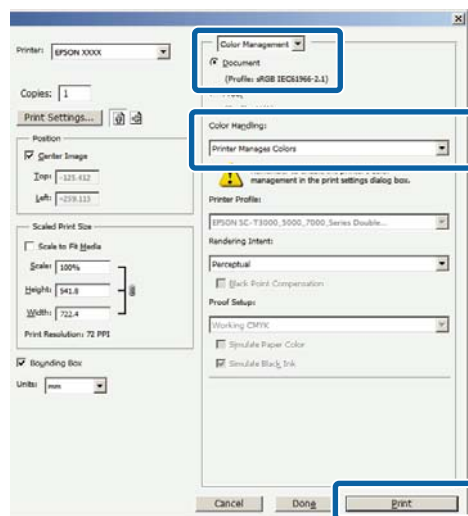 Printer: EPSON XXXX
Copies: 1
Print Settings...
Position
Center Image
Top: -125.412
Left: -259.115
Scaled Print Size
Scale to Fit Media
Scale: 100%
Height: 541.8
Width: 722.4
Print Resolution: 72 PPI
Bounding Box
Units: mm
Color Management
Document
(Profile: sRGB IEC61966-2.1)
Color Handling:
Printer Manages Colors
management in the print settings dialog box.
Printer Profile:
EPSON SC-T3000_5000_7000_Series Double...
Rendering Intent:
Perceptual
Black Point Compensation
Proof Setup:
Working CMYK
Simulate Paper Color
Simulate Black Ink
Cancel
Done
Print